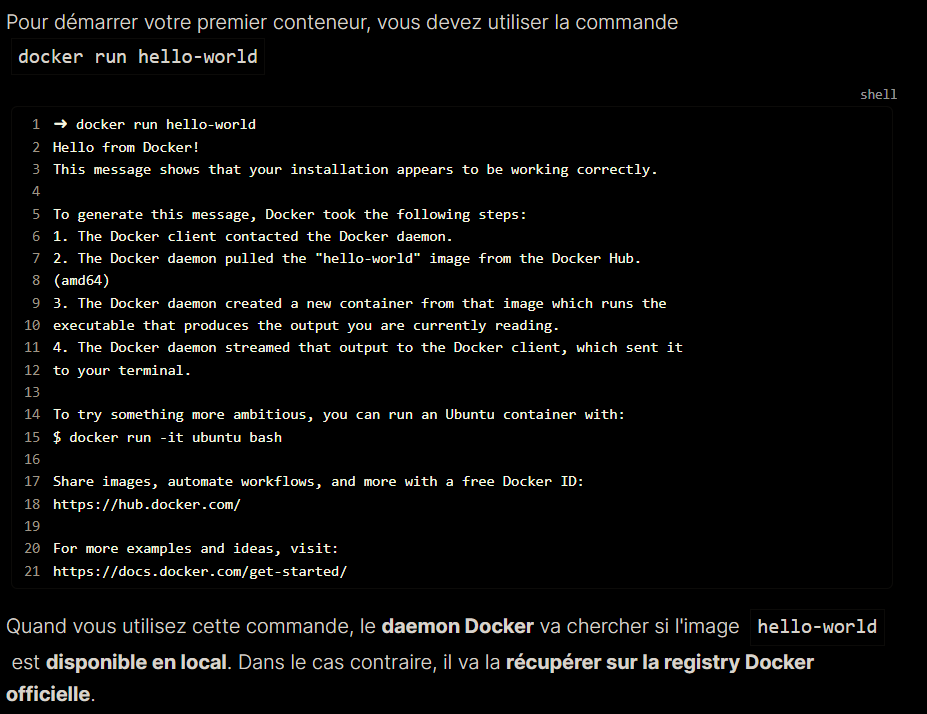 Pour démarrer votre premier conteneur, vous devez utiliser la commande
docker run hello-world
shell
1 ➜ docker run hello-world
2 Hello from Docker!
3 This message shows that your installation appears to be working correctly.
4
5 To generate this message, Docker took the following steps:
6 1. The Docker client contacted the Docker daemon.
7 2. The Docker daemon pulled the "hello-world" image from the Docker Hub.
8 (amd64)
9 3. The Docker daemon created a new container from that image which runs the
10 executable that produces the output you are currently reading.
11 4. The Docker daemon streamed that output to the Docker client, which sent it
12 to your terminal.
13
14 To try something more ambitious, you can run an Ubuntu container with:
15 $ docker run -it ubuntu bash
16
17 Share images, automate workflows, and more with a free Docker ID:
18 https://hub.docker.com/
19
20 For more examples and ideas, visit:
21 https://docs.docker.com/get-started/
Quand vous utilisez cette commande, le daemon Docker va chercher si l'image hello-world
est disponible en local. Dans le cas contraire, il va la récupérer sur la registry Docker
officielle.